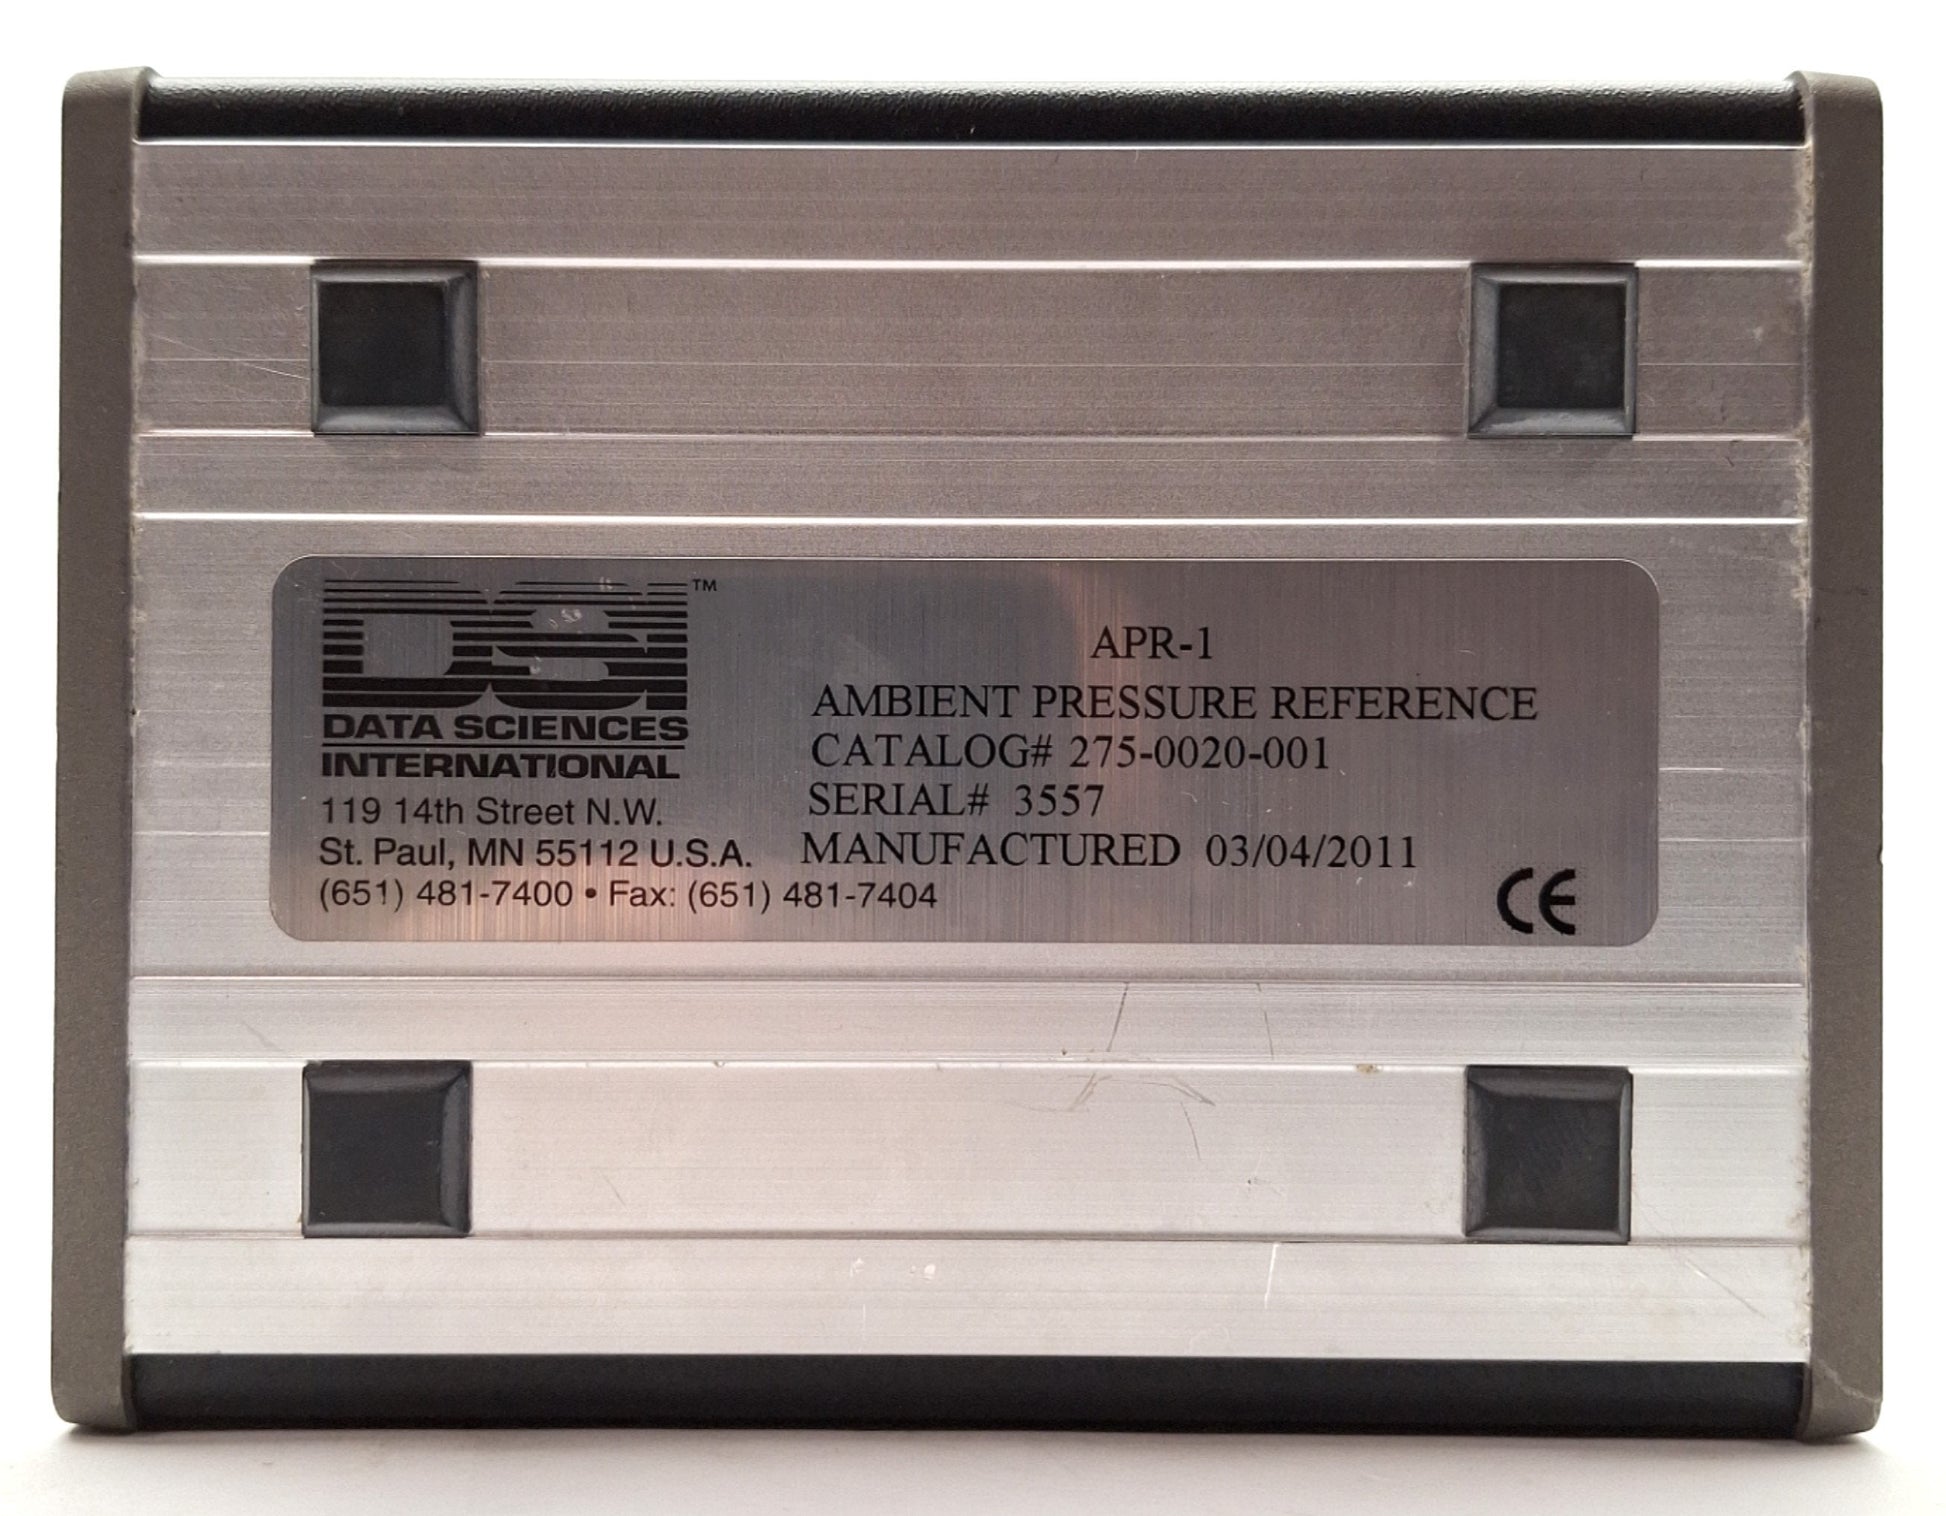 DSI™
DATA SCIENCES
INTERNATIONAL
119 14th Street N.W.
St. Paul, MN 55112 U.S.A.
(651) 481-7400 • Fax: (651) 481-7404
APR-1
AMBIENT PRESSURE REFERENCE
CATALOG# 275-0020-001
SERIAL# 3557
MANUFACTURED 03/04/2011
CE